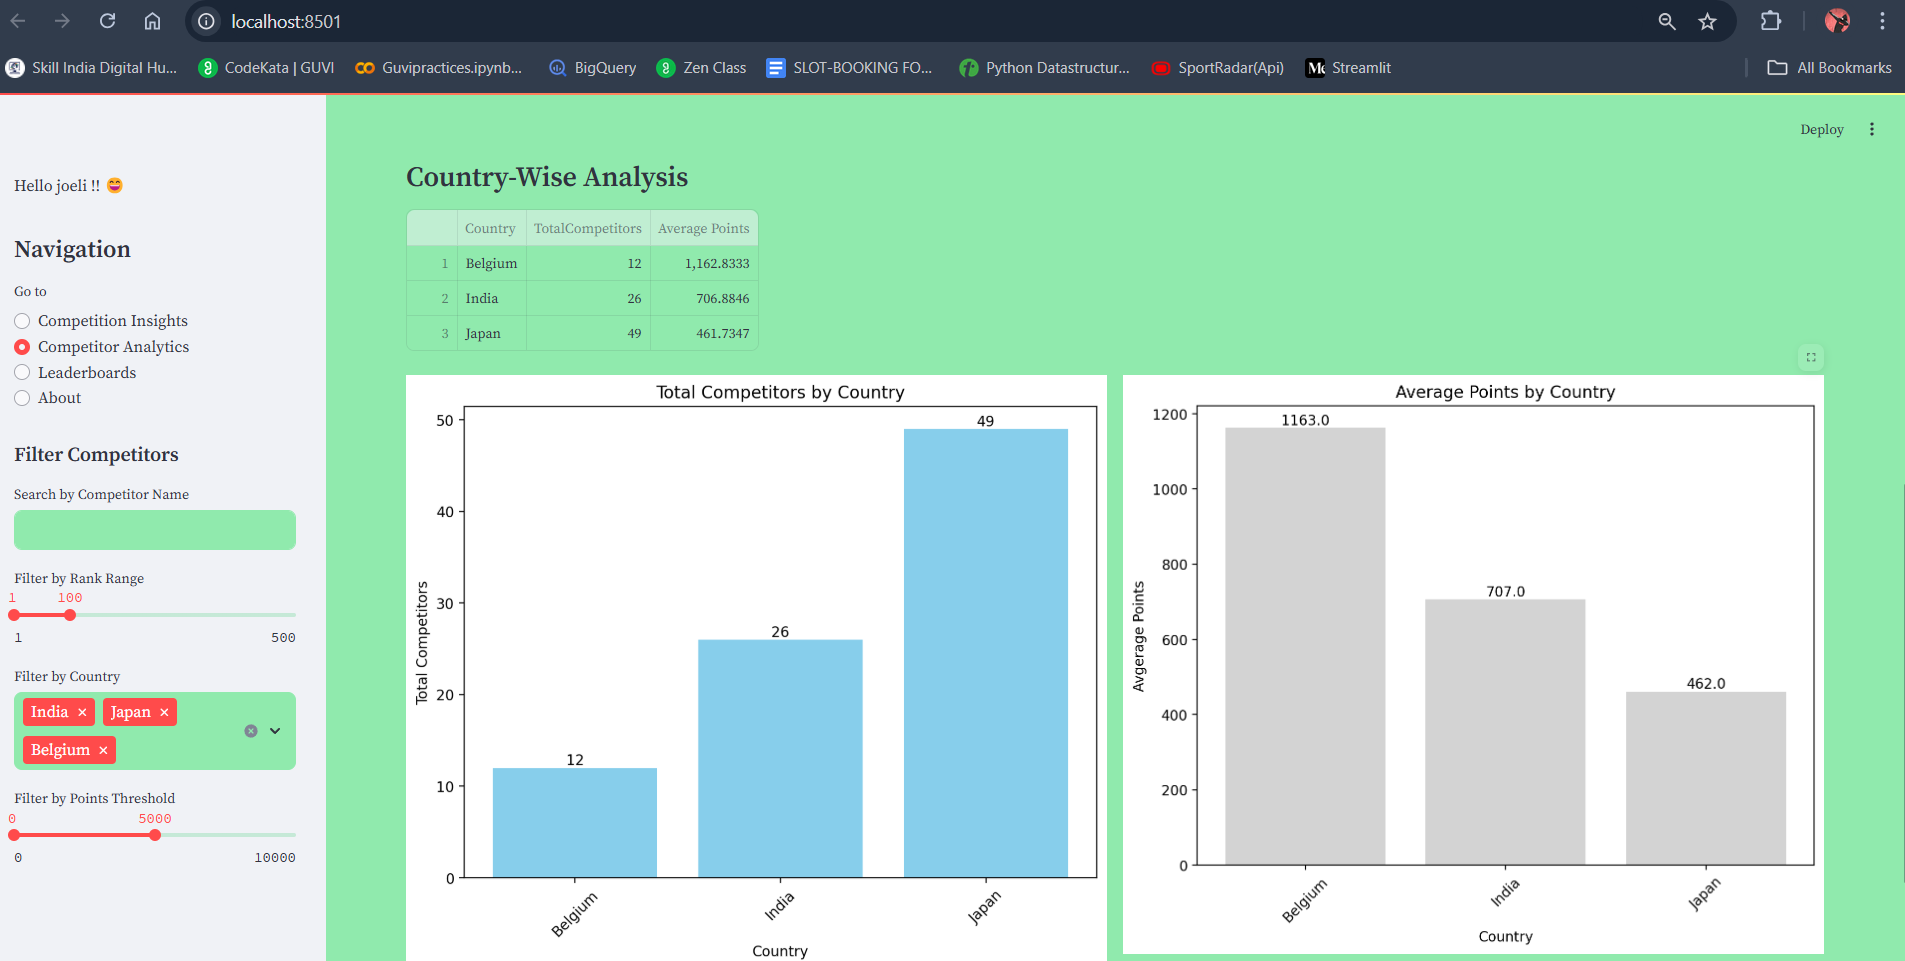 localhost:8501
Skill India Digital Hu...
CodeKata | GUVI
Guvipractices.ipynb...
BigQuery
Zen Class
SLOT-BOOKING FO...
Python Datastructur...
SportRadar(Api)
Streamlit
All Bookmarks
Hello joeli !! 😄
Navigation
Go to
Competition Insights
Competitor Analytics
Leaderboards
About
Filter Competitors
Search by Competitor Name
Filter by Rank Range
1 100
1 500
Filter by Country
India × Japan ×
Belgium ×
Filter by Points Threshold
0 5000
0 10000
Deploy
Country-Wise Analysis
Country TotalCompetitors Average Points
1 Belgium 12 1,162.8333
2 India 26 706.8846
3 Japan 49 461.7347
Total Competitors by Country
50
40
30
20
10
0
Total Competitors
12
26
49
Belgium
India
Japan
Country
Average Points by Country
1200
1000
800
600
400
200
0
Avgerage Points
1163.0
707.0
462.0
Belgium
India
Japan
Country